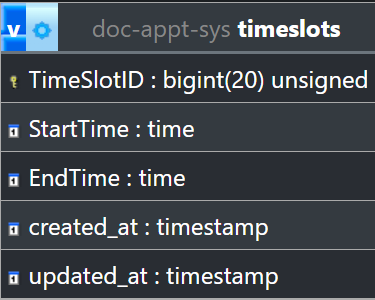 v doc-appt-sys timeslots
TimeSlotID : bigint(20) unsigned
StartTime : time
EndTime : time
created_at : timestamp
updated_at : timestamp